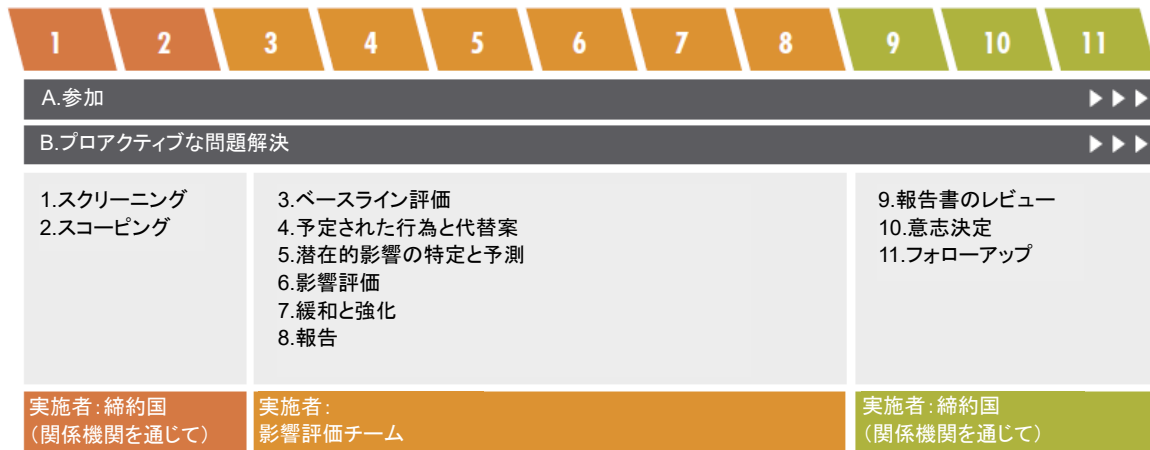 1 2 3 4 5 6 7 8 9 10 11
A.参加
B.プロアクティブな問題解決
1.スクリーニング
2.スコーピング
3.ベースライン評価
4.予定された行為と代替案
5.潜在的影響の特定と予測
6.影響評価
7.緩和と強化
8.報告
9.報告書のレビュー
10.意志決定
11.フォローアップ
実施者：締約国
（関係機関を通じて）
実施者：
影響評価チーム
実施者：締約国
（関係機関を通じて）